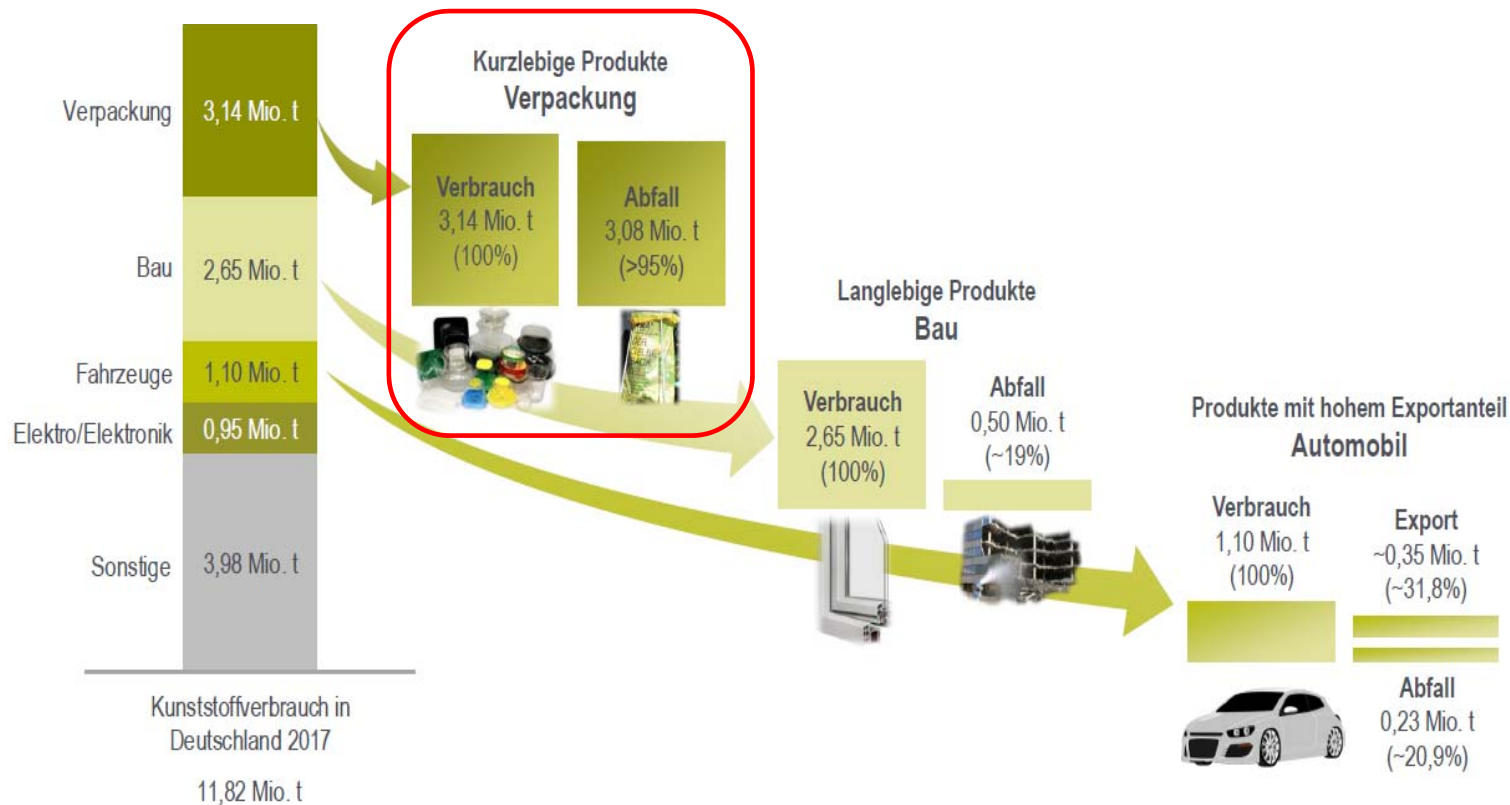 Verpackung
3,14 Mio. t
Bau
2,65 Mio. t
Fahrzeuge
1,10 Mio. t
Elektro/Elektronik
0,95 Mio. t
Sonstige
3,98 Mio. t
Kunststoffverbrauch in
Deutschland 2017
11,82 Mio. t
Kurzlebige Produkte
Verpackung
Verbrauch
3,14 Mio. t
(100%)
Abfall
3,08 Mio. t
(>95%)
Langlebige Produkte
Bau
Verbrauch
2,65 Mio. t
(100%)
Abfall
0,50 Mio. t
(~19%)
Produkte mit hohem Exportanteil
Automobil
Verbrauch
1,10 Mio. t
(100%)
Export
~0,35 Mio. t
(~31,8%)
Abfall
0,23 Mio. t
(~20,9%)